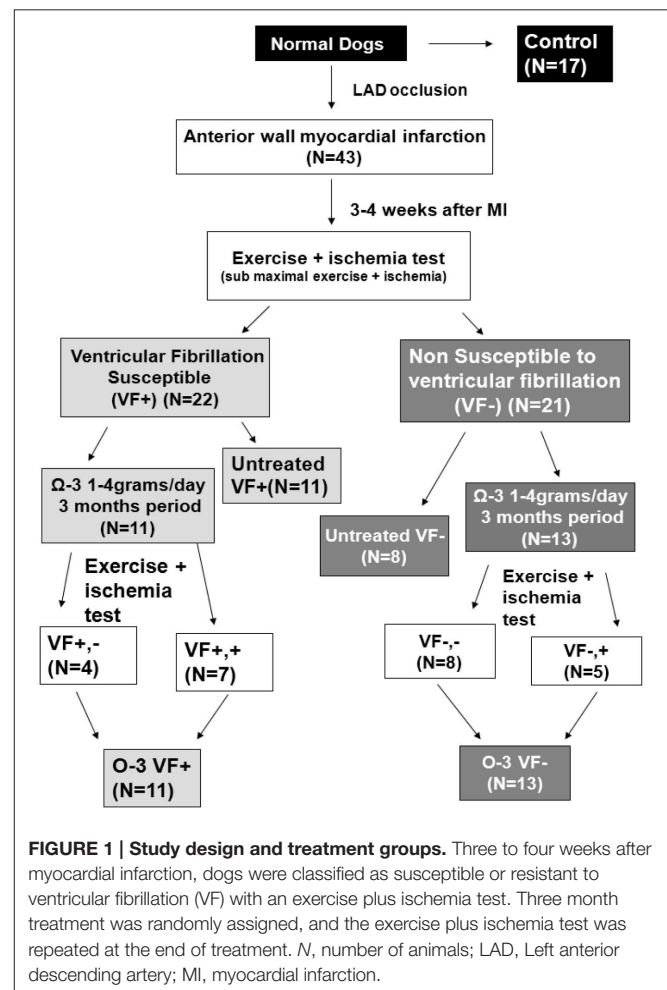 Normal Dogs
Control
(N=17)
LAD occlusion
Anterior wall myocardial infarction
(N=43)
3-4 weeks after MI
Exercise + ischemia test
(sub maximal exercise + ischemia)
Ventricular Fibrillation
Susceptible
(VF+) (N=22)
Non Susceptible to
ventricular fibrillation
(VF-) (N=21)
Untreated
VF+(N=11)
Ω-3 1-4grams/day
3 months period
(N=11)
Untreated VF-
(N=8)
Ω-3 1-4grams/day
3 months period
(N=13)
Exercise +
ischemia
test
Exercise +
ischemia
test
VF+,-
(N=4)
VF+,+
(N=7)
VF-,-
(N=8)
VF-,+
(N=5)
O-3 VF+
(N=11)
O-3 VF-
(N=13)
FIGURE 1 | Study design and treatment groups. Three to four weeks after
myocardial infarction, dogs were classified as susceptible or resistant to
ventricular fibrillation (VF) with an exercise plus ischemia test. Three month
treatment was randomly assigned, and the exercise plus ischemia test was
repeated at the end of treatment. N, number of animals; LAD, Left anterior
descending artery; MI, myocardial infarction.